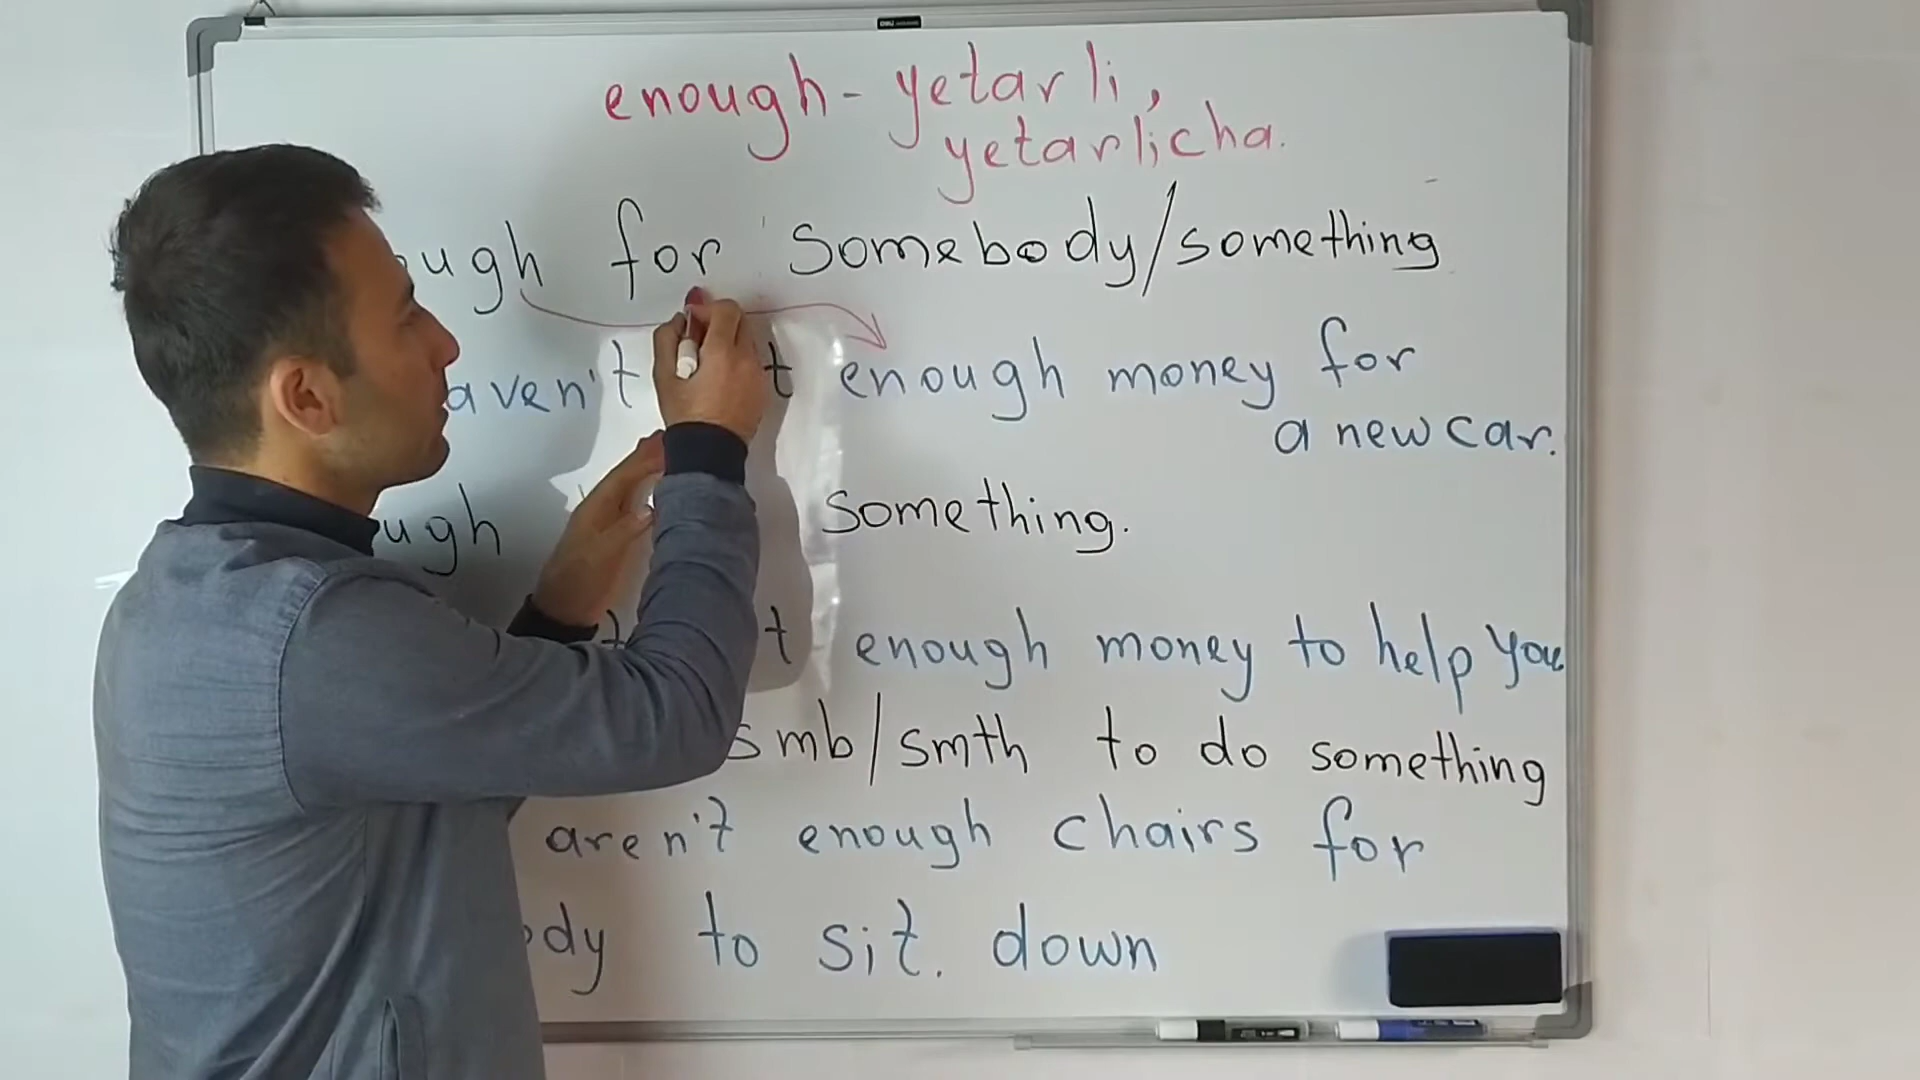 enough - yetarli,
yetarlicha.
ugh for somebody/something
aven't t enough money for
a new car.
ugh something.
t enough money to help you
smb/smth to do something
aren't enough chairs for
ody to sit. down